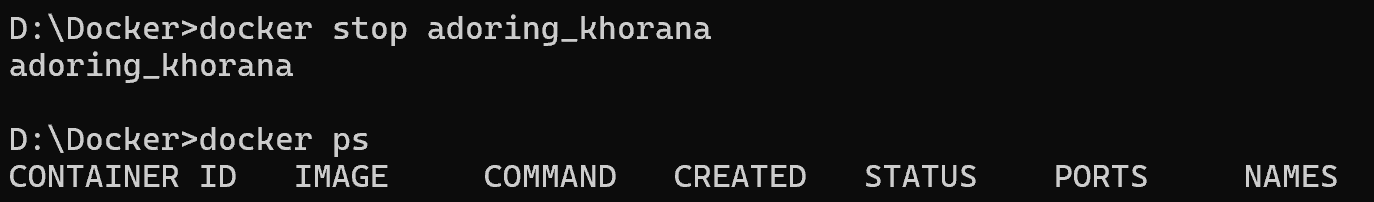 D:\Docker>docker stop adoring_khorana
adoring_khorana
D:\Docker>docker ps
CONTAINER ID   IMAGE     COMMAND   CREATED   STATUS    PORTS     NAMES